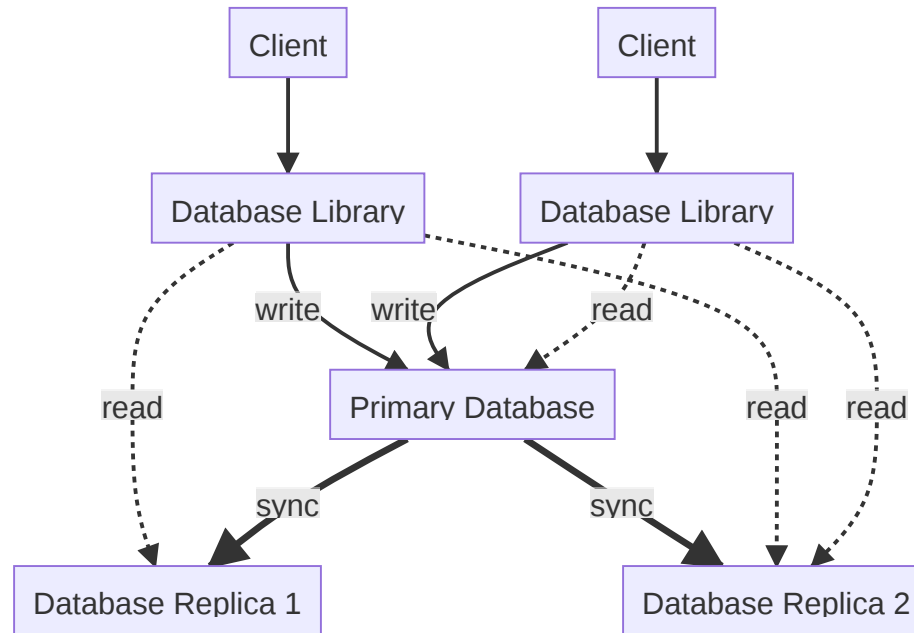 Client
Client
Database Library
Database Library
write
write
read
Primary Database
read
read
read
sync
sync
Database Replica 1
Database Replica 2